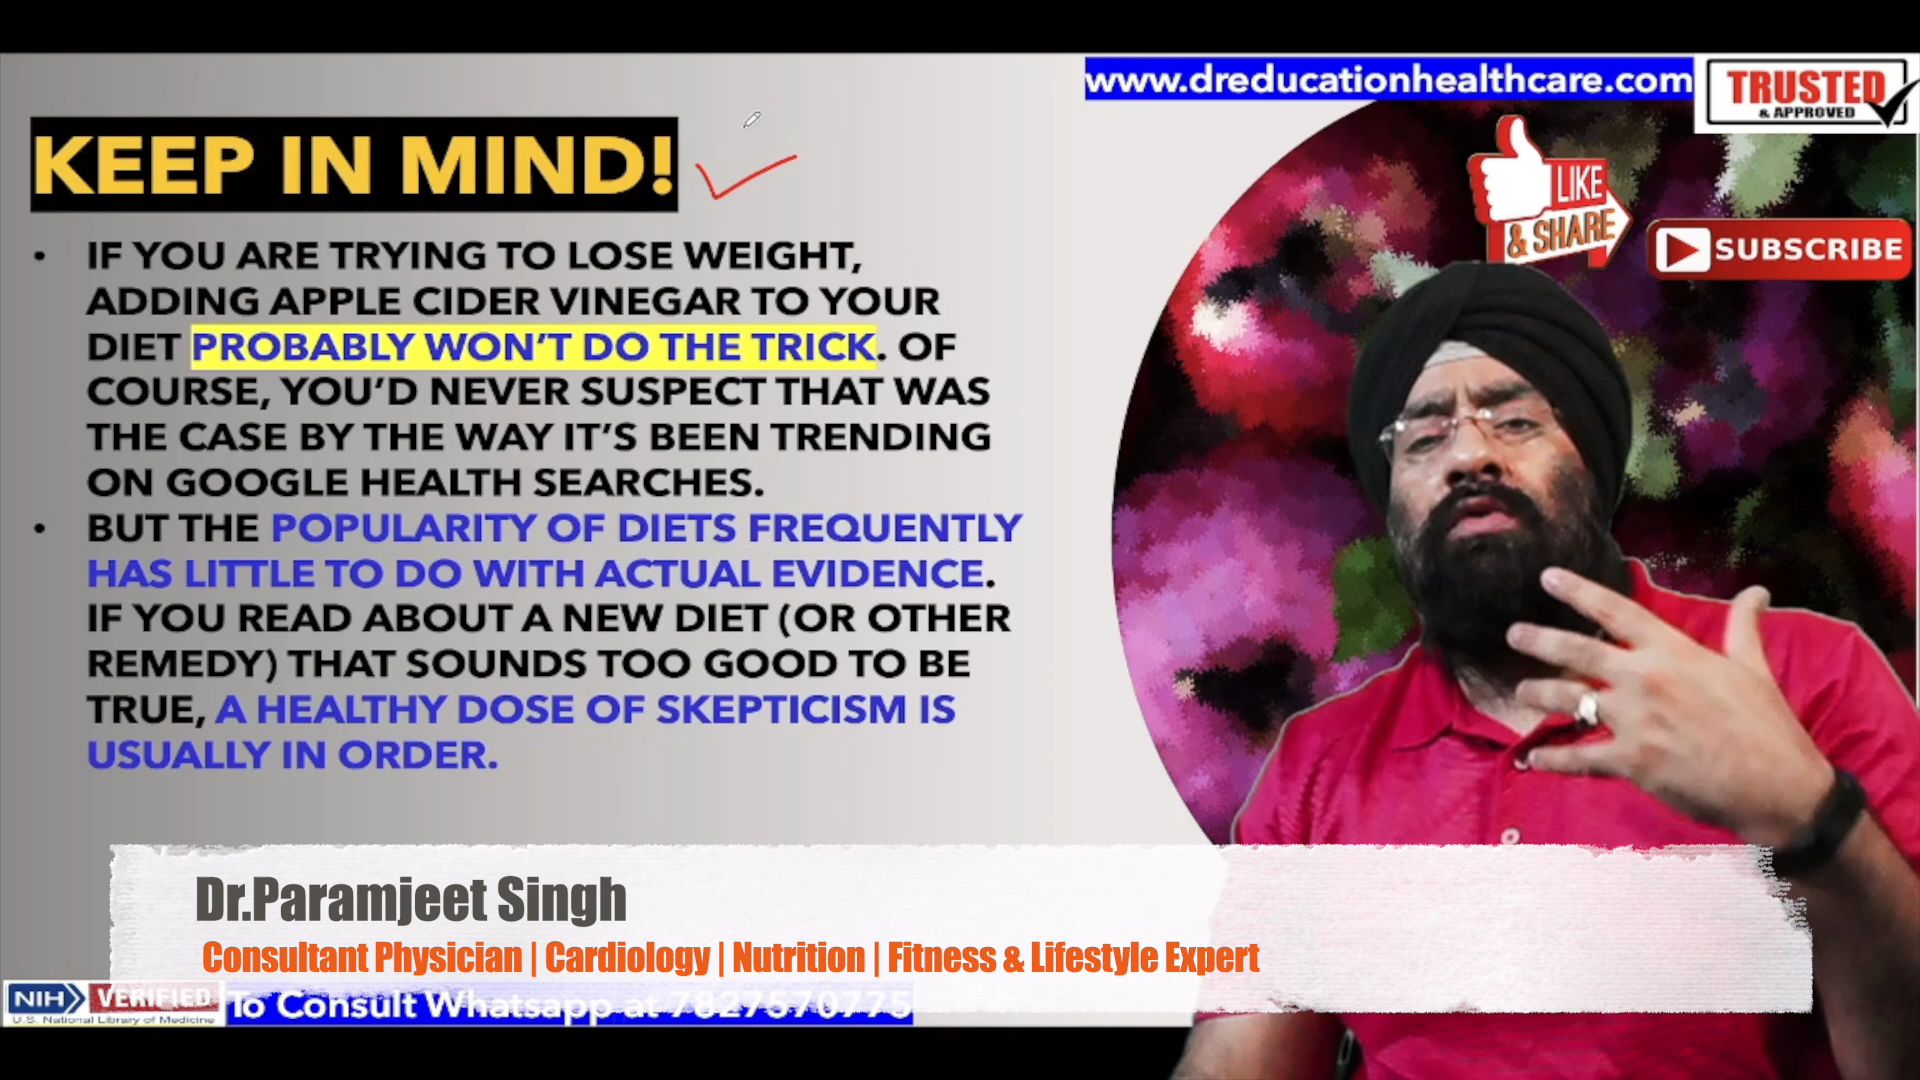 www.dreducationhealthcare.com
TRUSTED
& APPROVED
KEEP IN MIND!
LIKE
& SHARE
SUBSCRIBE
• IF YOU ARE TRYING TO LOSE WEIGHT,
ADDING APPLE CIDER VINEGAR TO YOUR
DIET PROBABLY WON'T DO THE TRICK. OF
COURSE, YOU'D NEVER SUSPECT THAT WAS
THE CASE BY THE WAY IT'S BEEN TRENDING
ON GOOGLE HEALTH SEARCHES.
• BUT THE POPULARITY OF DIETS FREQUENTLY
HAS LITTLE TO DO WITH ACTUAL EVIDENCE.
IF YOU READ ABOUT A NEW DIET (OR OTHER
REMEDY) THAT SOUNDS TOO GOOD TO BE
TRUE, A HEALTHY DOSE OF SKEPTICISM IS
USUALLY IN ORDER.
Dr.Paramjeet Singh
Consultant Physician | Cardiology | Nutrition | Fitness & Lifestyle Expert
NIH VERIFIED
U.S. National Library of Medicine
To Consult Whatsapp at 7827570775